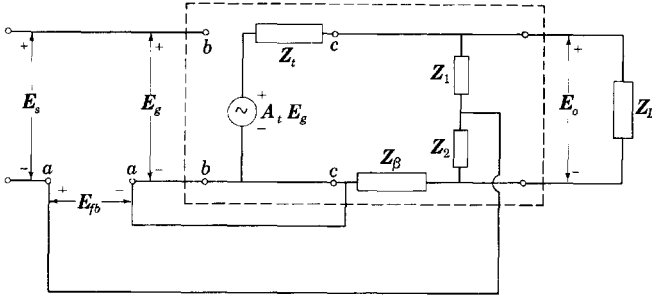 + + b Z_t c +
E_s E_g + A_t E_g - Z_1 E_o Z_L
Z_2
- a a - b c Z_β -
+ E_fb -